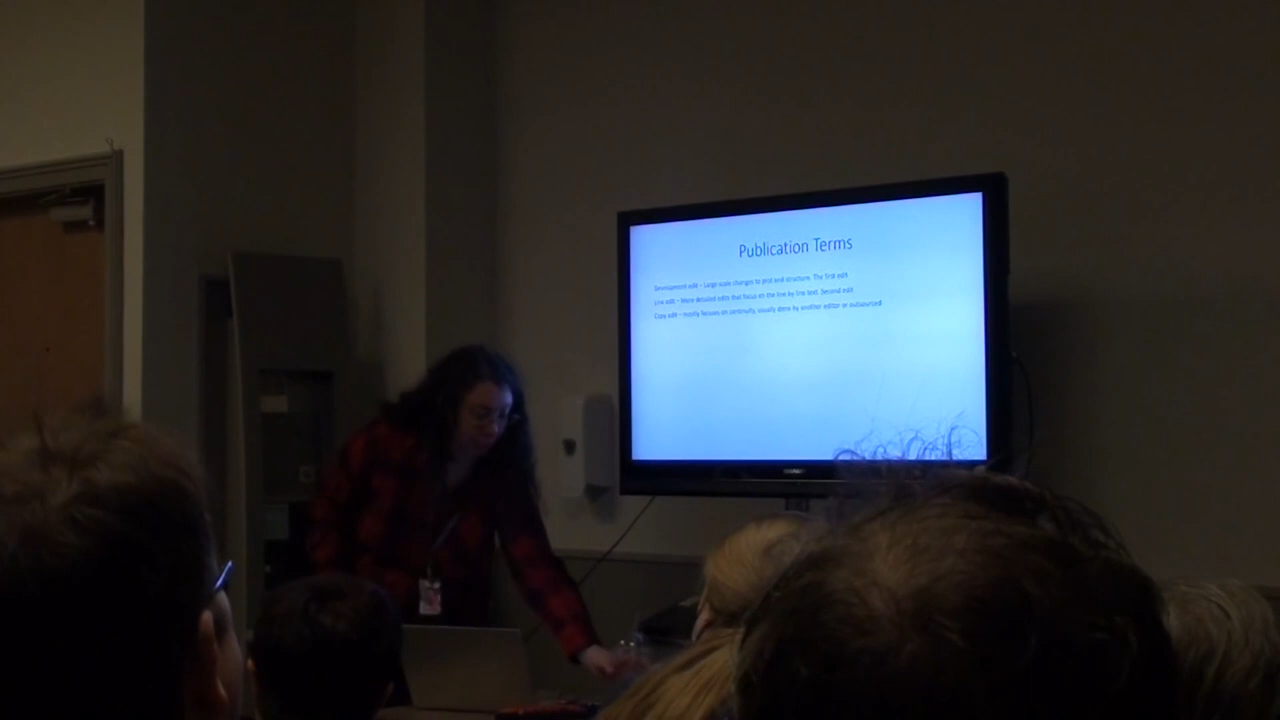 Publication Terms
Development edit – Large scale changes to plot and structure. The first edit
Line edit – More detailed edits that focus on the line by line text. Second edit
Copy edit – mostly focuses on continuity, usually done by another editor or outsourced